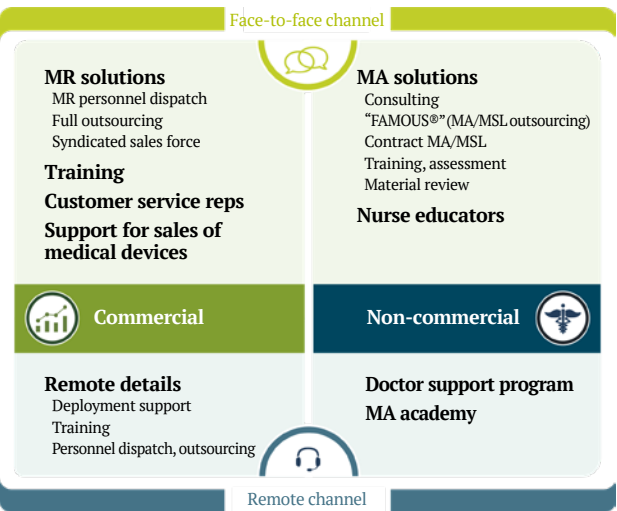 Face-to-face channel
MR solutions
MR personnel dispatch
Full outsourcing
Syndicated sales force
Training
Customer service reps
Support for sales of
medical devices
MA solutions
Consulting
“FAMOUS®”(MA/MSL outsourcing)
Contract MA/MSL
Training, assessment
Material review
Nurse educators
Commercial
Non-commercial
Remote details
Deployment support
Training
Personnel dispatch, outsourcing
Doctor support program
MA academy
Remote channel